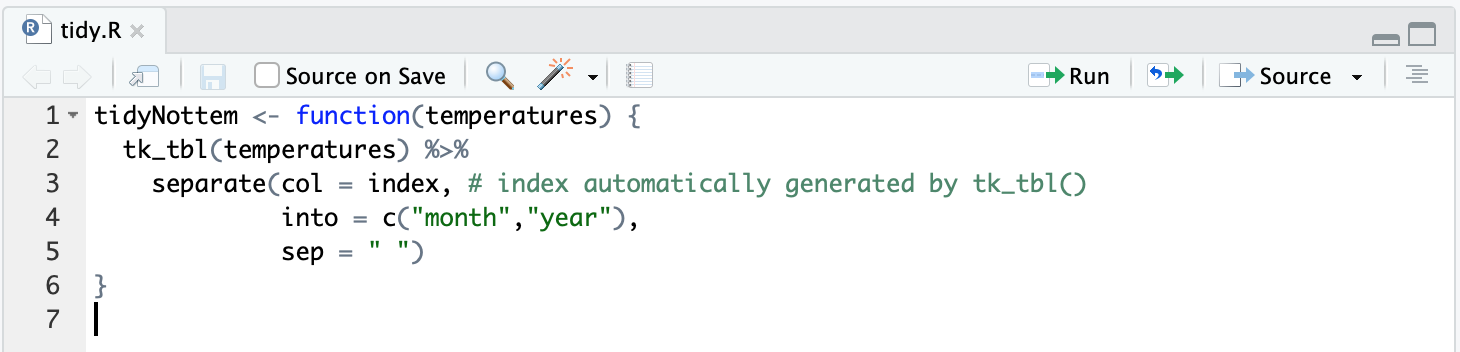 R tidy.R
Source on Save Run Source
1 tidyNottem <- function(temperatures) {
2   tk_tbl(temperatures) %>%
3     separate(col = index, # index automatically generated by tk_tbl()
4              into = c("month","year"),
5              sep = " ")
6 }
7